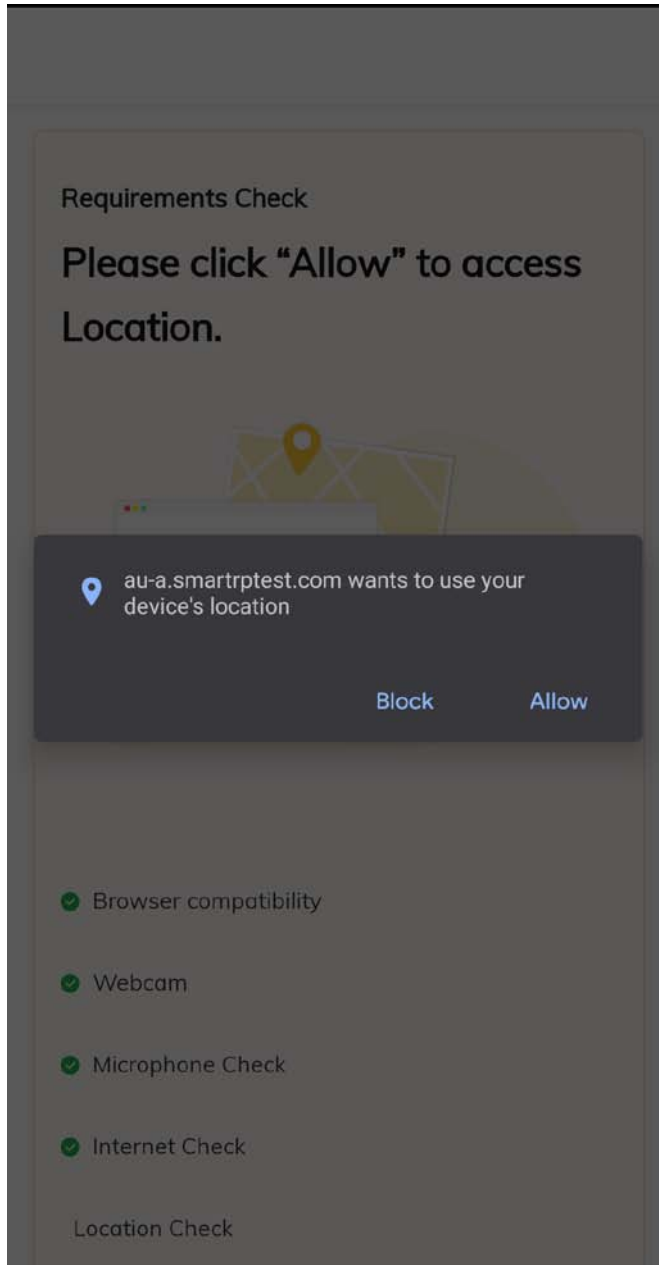 Requirements Check
Please click “Allow” to access
Location.
au-a.smartrptest.com wants to use your
device's location
Block
Allow
Browser compatibility
Webcam
Microphone Check
Internet Check
Location Check